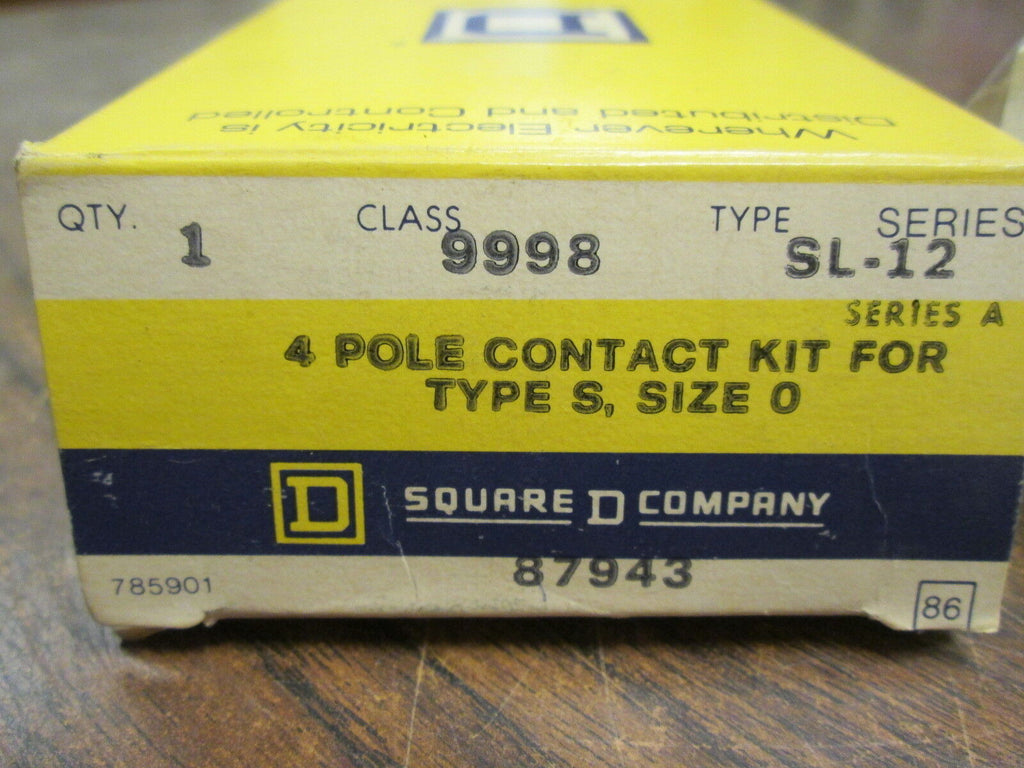 D
Wherever Electricity is
Distributed and Controlled
QTY. 1 CLASS 9998 TYPE SL-12 SERIES
SERIES A
4 POLE CONTACT KIT FOR
TYPE S, SIZE 0
D SQUARE D COMPANY
785901 87943 86